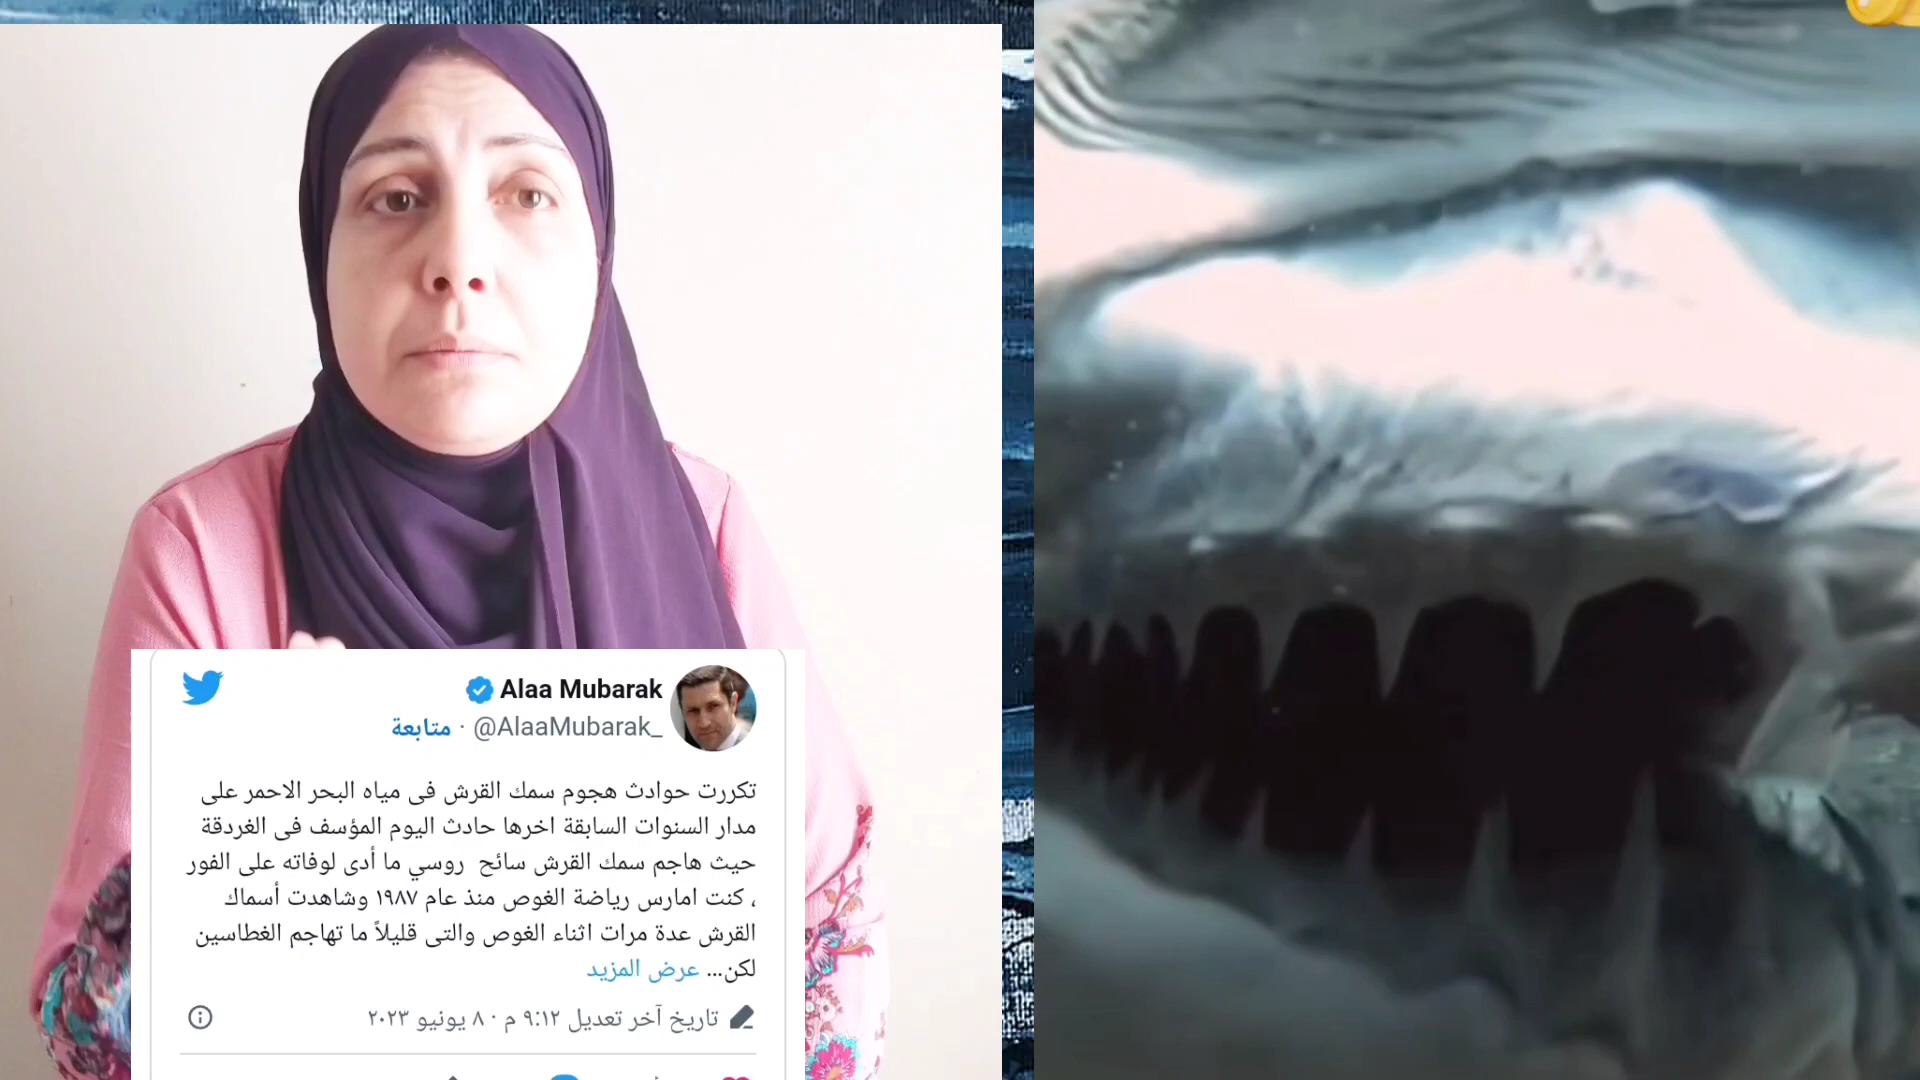 Alaa Mubarak
@AlaaMubarak_ · متابعة
تكررت حوادث هجوم سمك القرش فى مياه البحر الاحمر على
مدار السنوات السابقة اخرها حادث اليوم المؤسف فى الغردقة
حيث هاجم سمك القرش سائح روسي ما أدى لوفاته على الفور
، كنت امارس رياضة الغوص منذ عام ١٩٨٧ وشاهدت أسماك
القرش عدة مرات اثناء الغوص والتى قليلاً ما تهاجم الغطاسين
لكن... عرض المزيد
تاريخ آخر تعديل ٩:١٢ م · ٨ يونيو ٢٠٢٣